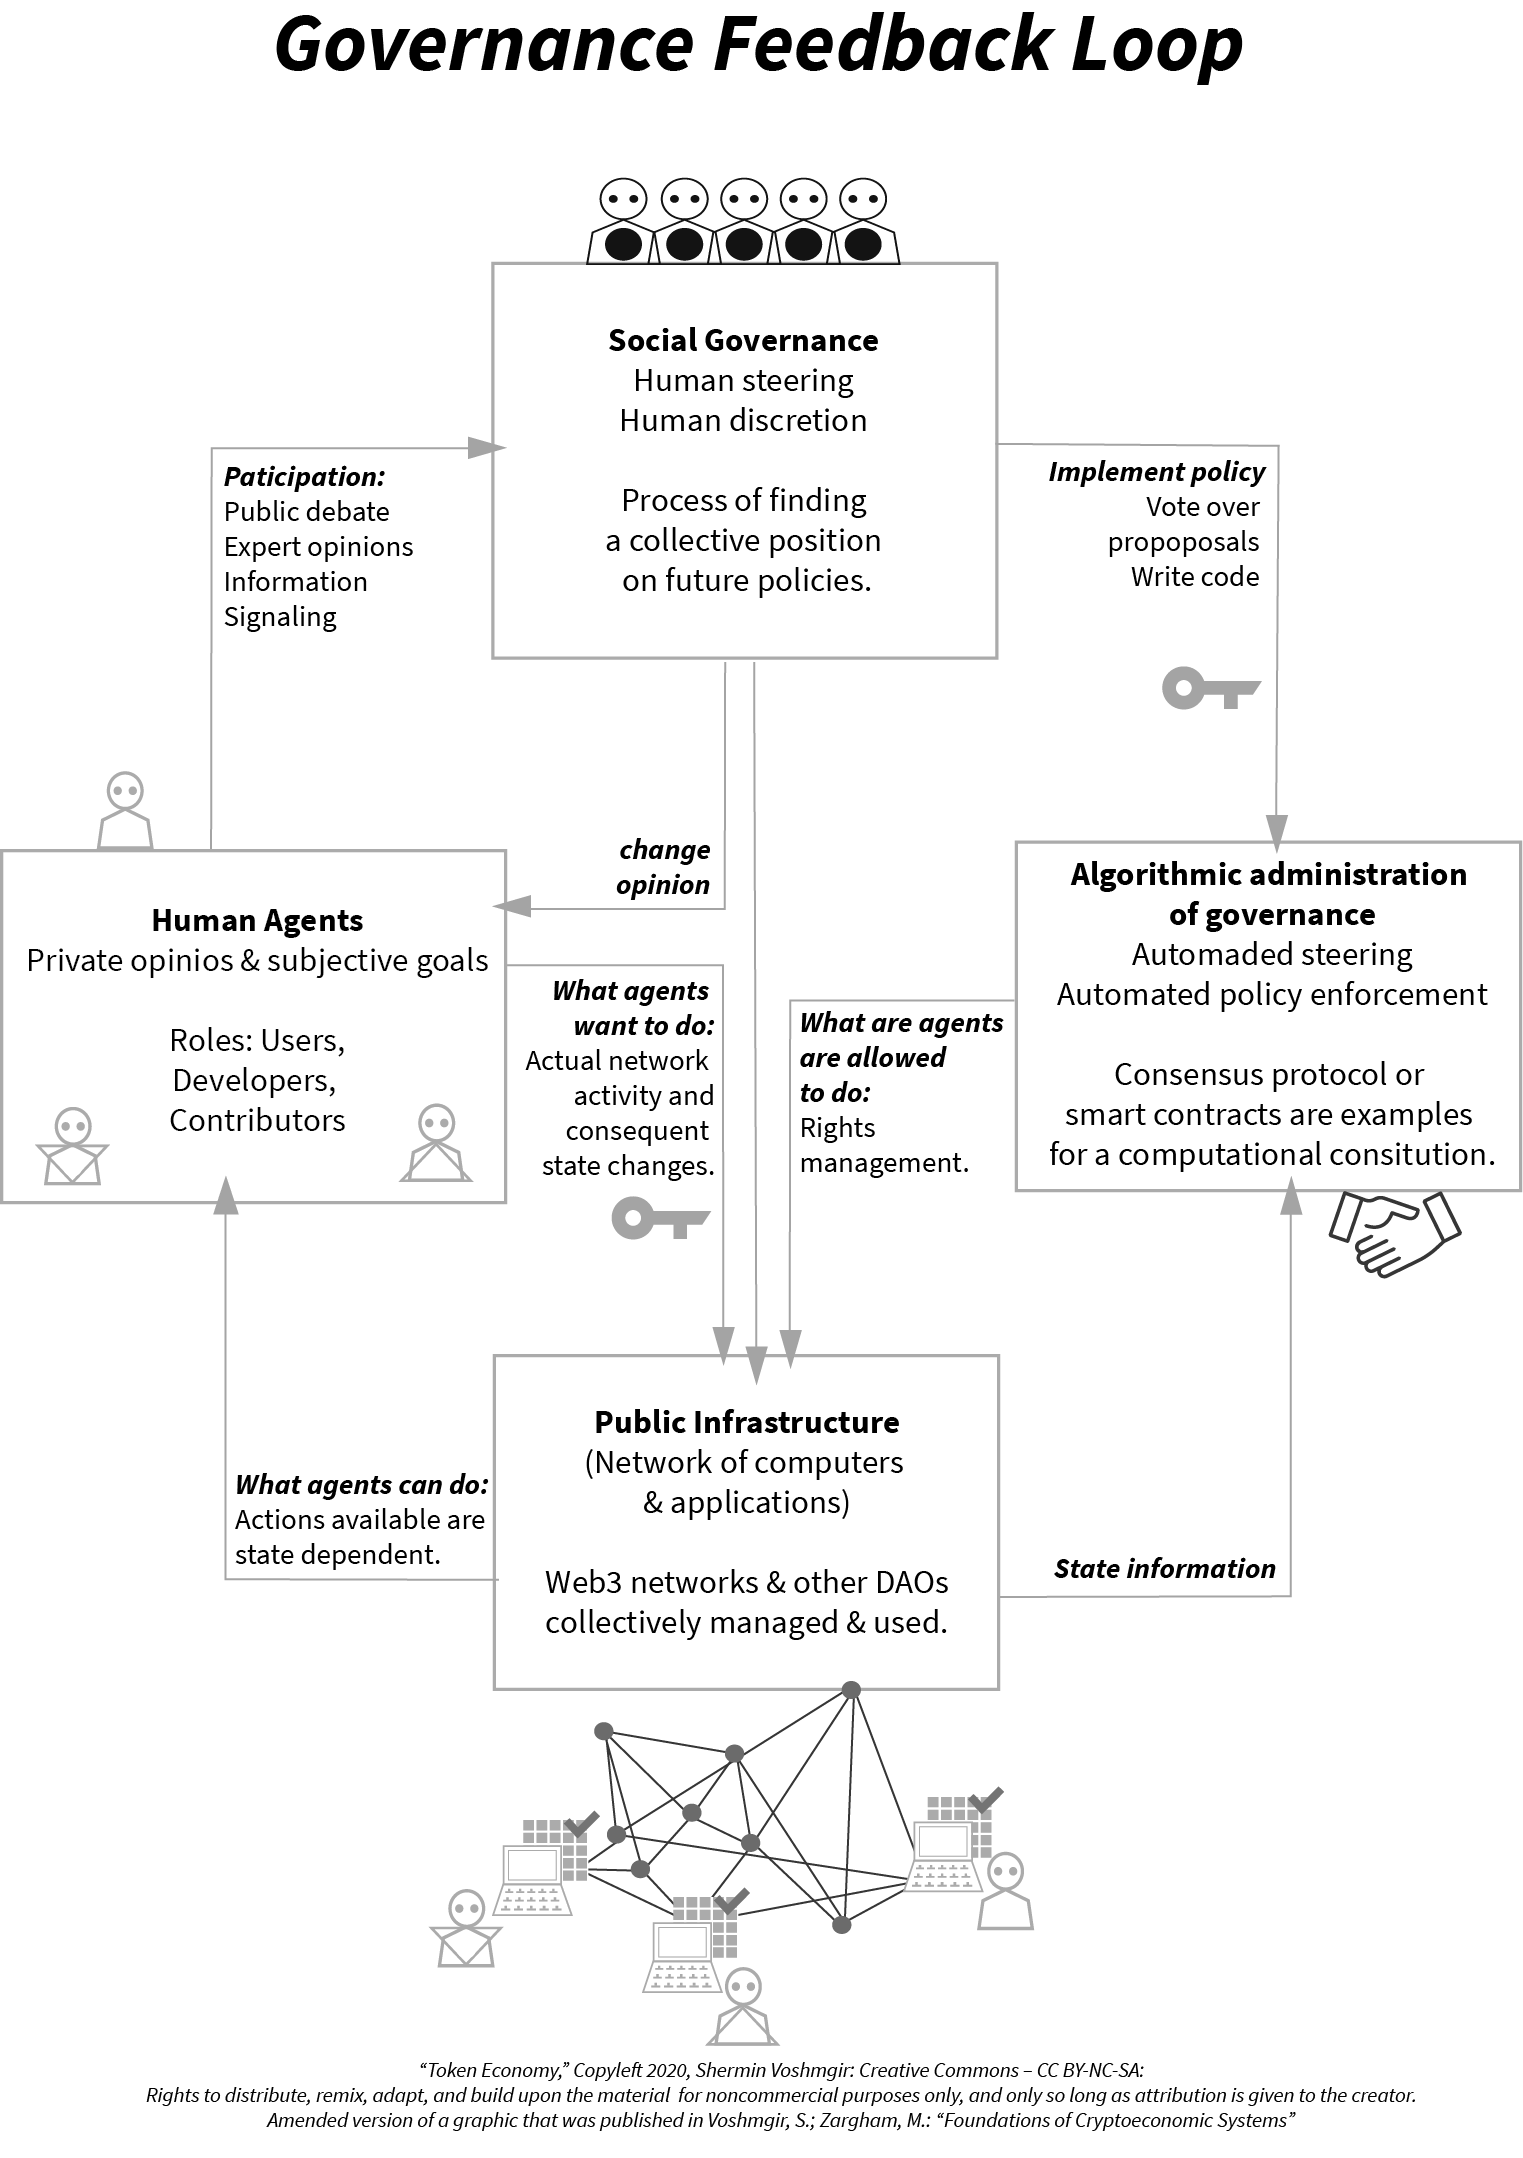 Governance Feedback Loop
Social Governance
Human steering
Human discretion
Process of finding
a collective position
on future policies.
Paticipation:
Public debate
Expert opinions
Information
Signaling
Implement policy
Vote over
propoposals
Write code
change
opinion
Human Agents
Private opinios & subjective goals
Roles: Users,
Developers,
Contributors
What agents
want to do:
Actual network
activity and
consequent
state changes.
What are agents
are allowed
to do:
Rights
management.
Algorithmic administration
of governance
Automaded steering
Automated policy enforcement
Consensus protocol or
smart contracts are examples
for a computational consitution.
Public Infrastructure
(Network of computers
& applications)
Web3 networks & other DAOs
collectively managed & used.
What agents can do:
Actions available are
state dependent.
State information
“Token Economy,” Copyleft 2020, Shermin Voshmgir: Creative Commons – CC BY-NC-SA:
Rights to distribute, remix, adapt, and build upon the material for noncommercial purposes only, and only so long as attribution is given to the creator.
Amended version of a graphic that was published in Voshmgir, S.; Zargham, M.: “Foundations of Cryptoeconomic Systems”